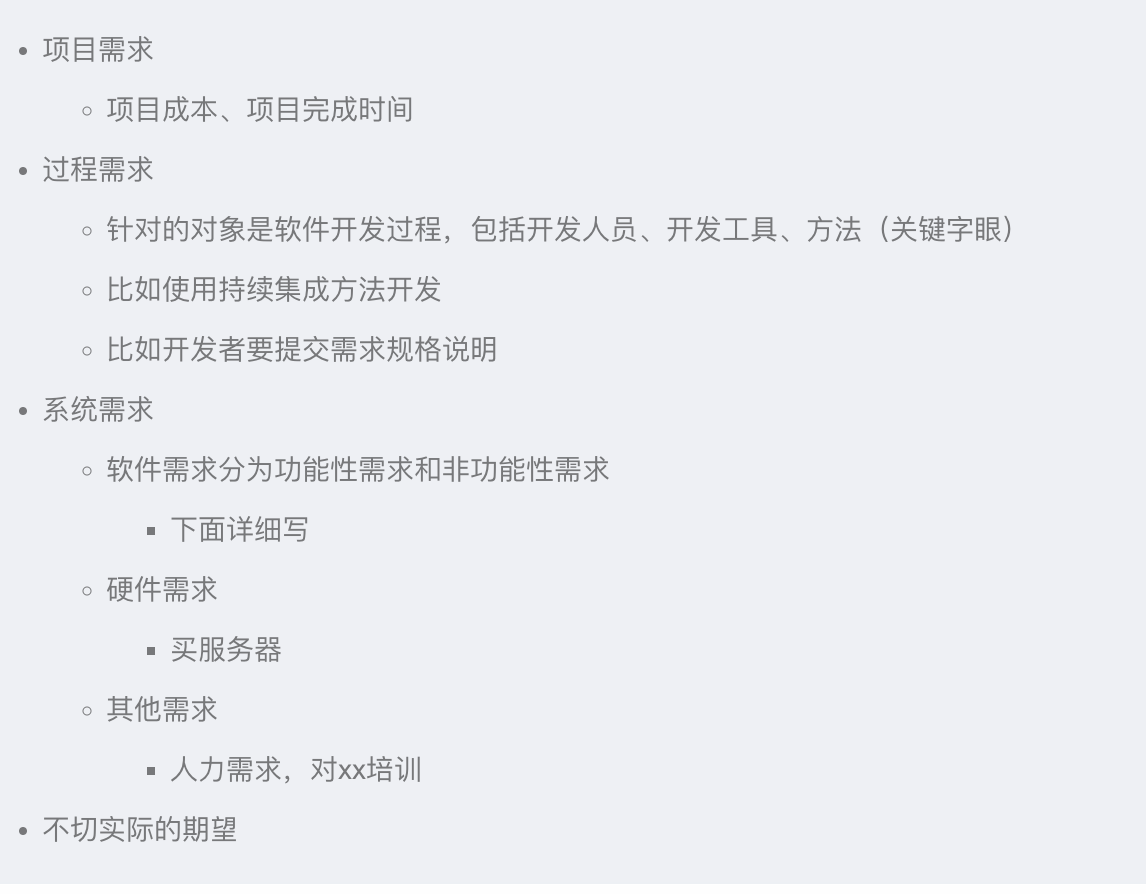 项目需求
项目成本、项目完成时间
过程需求
针对的对象是软件开发过程，包括开发人员、开发工具、方法（关键字眼）
比如使用持续集成方法开发
比如开发者要提交需求规格说明
系统需求
软件需求分为功能性需求和非功能性需求
下面详细写
硬件需求
买服务器
其他需求
人力需求，对xx培训
不切实际的期望